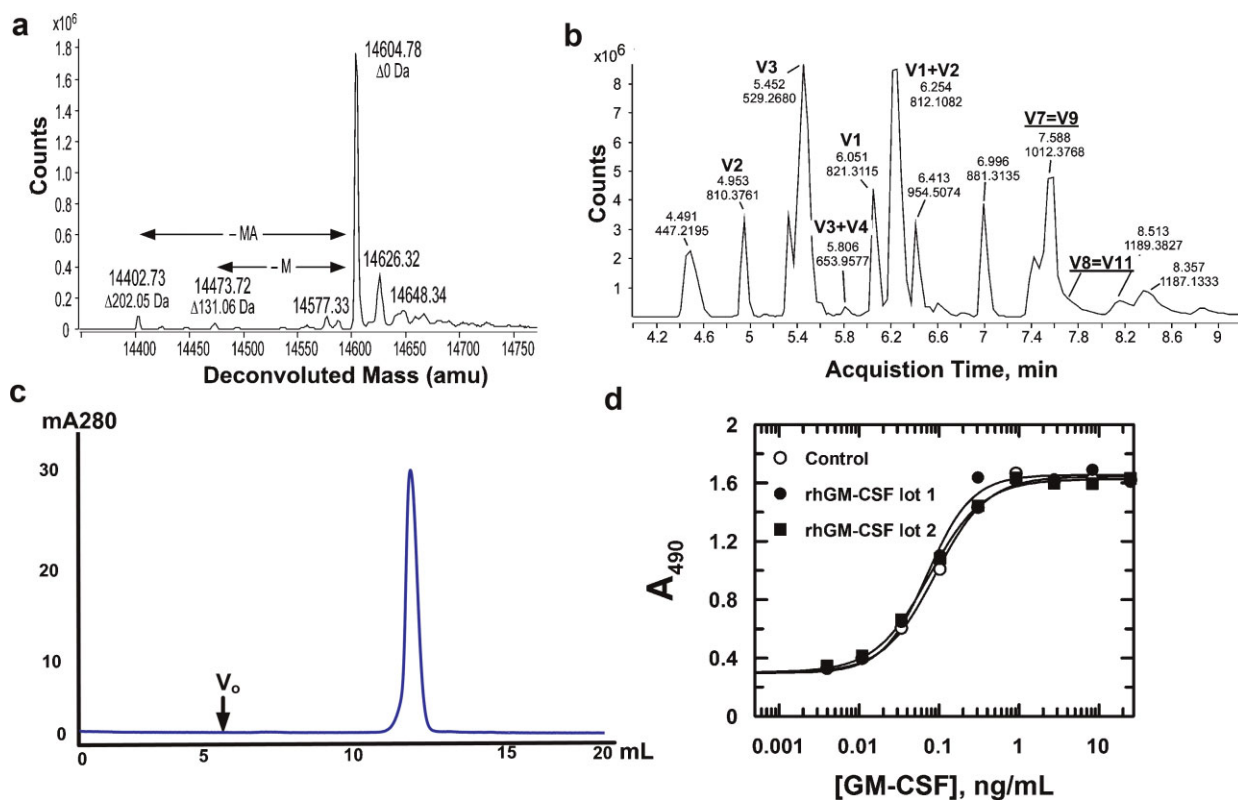 a
x10⁶
1.8
1.6
1.4
1.2
1.0
0.8
0.6
0.4
0.2
0
Counts
14604.78
Δ0 Da
– MA
– M
14402.73
Δ202.05 Da
14473.72
Δ131.06 Da
14577.33
14626.32
14648.34
14400 14450 14500 14550 14600 14650 14700 14750
Deconvoluted Mass (amu)
b
x10⁶
8
7
6
5
4
3
2
1
0
Counts
4.491
447.2195
V2
4.953
810.3761
V3
5.452
529.2680
V3+V4
5.806
653.9577
V1
6.051
821.3115
V1+V2
6.254
812.1082
6.413
954.5074
6.996
881.3135
V7=V9
7.588
1012.3768
V8=V11
8.513
1189.3827
8.357
1187.1333
4.2 4.6 5 5.4 5.8 6.2 6.6 7 7.4 7.8 8.2 8.6 9
Acquistion Time, min
c
mA280
30
20
10
0
Vo
0 5 10 15 20 mL
d
2
1.6
1.2
0.8
0.4
0
A490
Control
rhGM-CSF lot 1
rhGM-CSF lot 2
0.001 0.01 0.1 1 10
[GM-CSF], ng/mL